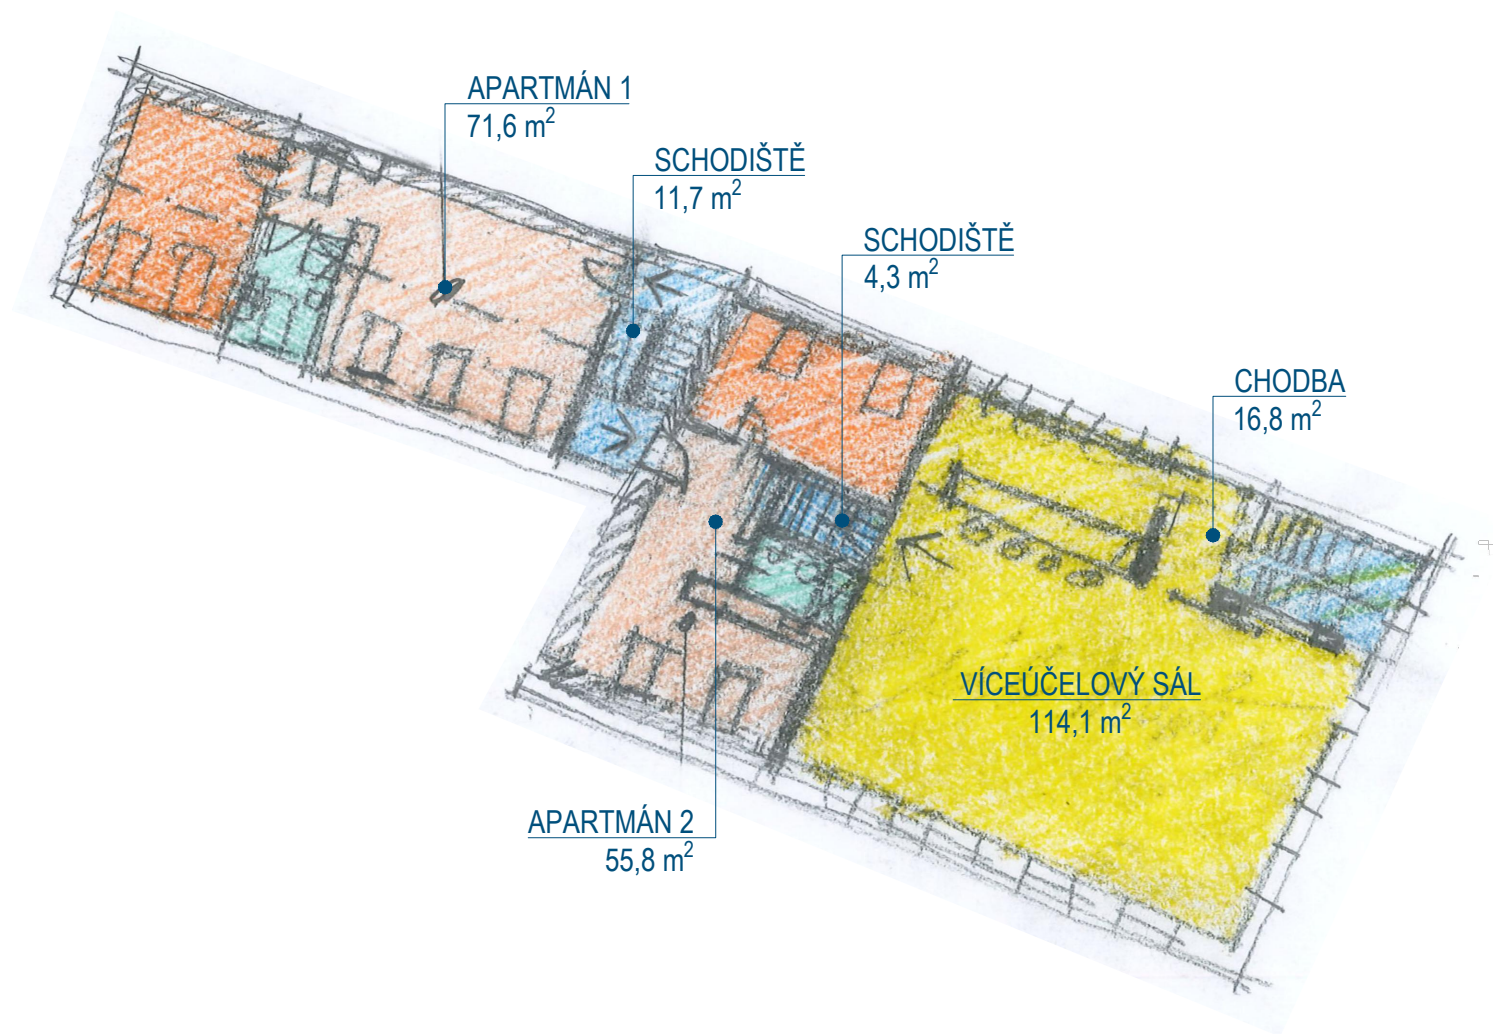 APARTMÁN 1
71,6 m²
SCHODIŠTĚ
11,7 m²
SCHODIŠTĚ
4,3 m²
CHODBA
16,8 m²
VÍCEÚČELOVÝ SÁL
114,1 m²
APARTMÁN 2
55,8 m²